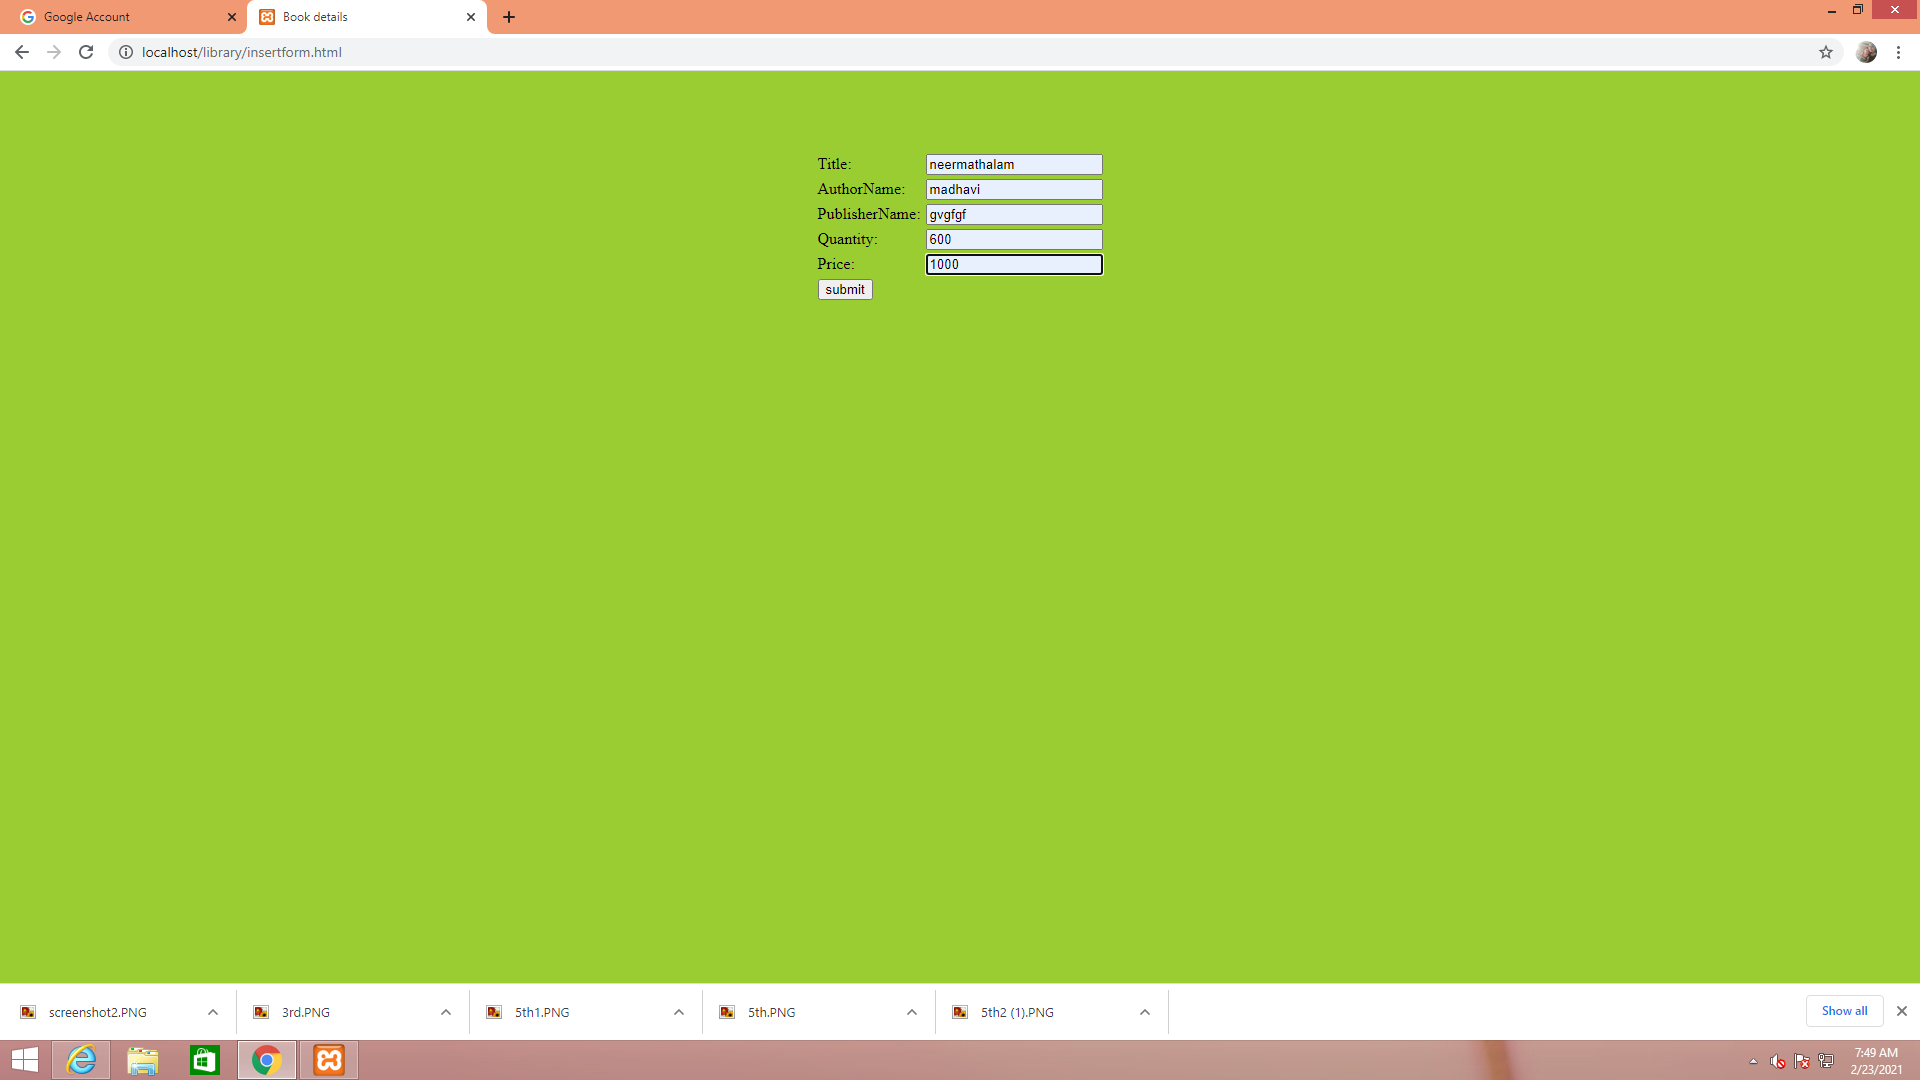 Google Account
Book details
localhost/library/insertform.html
Title: neermathalam
AuthorName: madhavi
PublisherName: gvgfgf
Quantity: 600
Price: 1000
submit
screenshot2.PNG
3rd.PNG
5th1.PNG
5th.PNG
5th2 (1).PNG
Show all
7:49 AM
2/23/2021